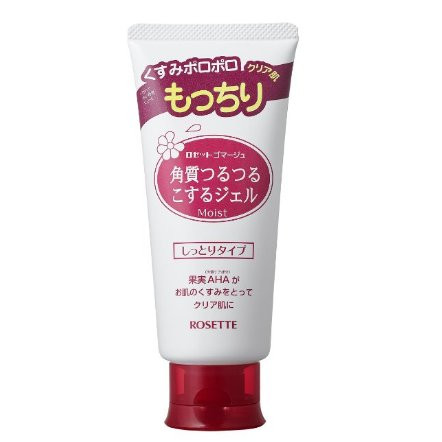 くすみポロポロ クリア肌
もっちり
ロゼットゴマージュ
角質つるつる
こするジェル
Moist
しっとりタイプ
果実AHAが
お肌のくすみをとって
クリア肌に
ROSETTE